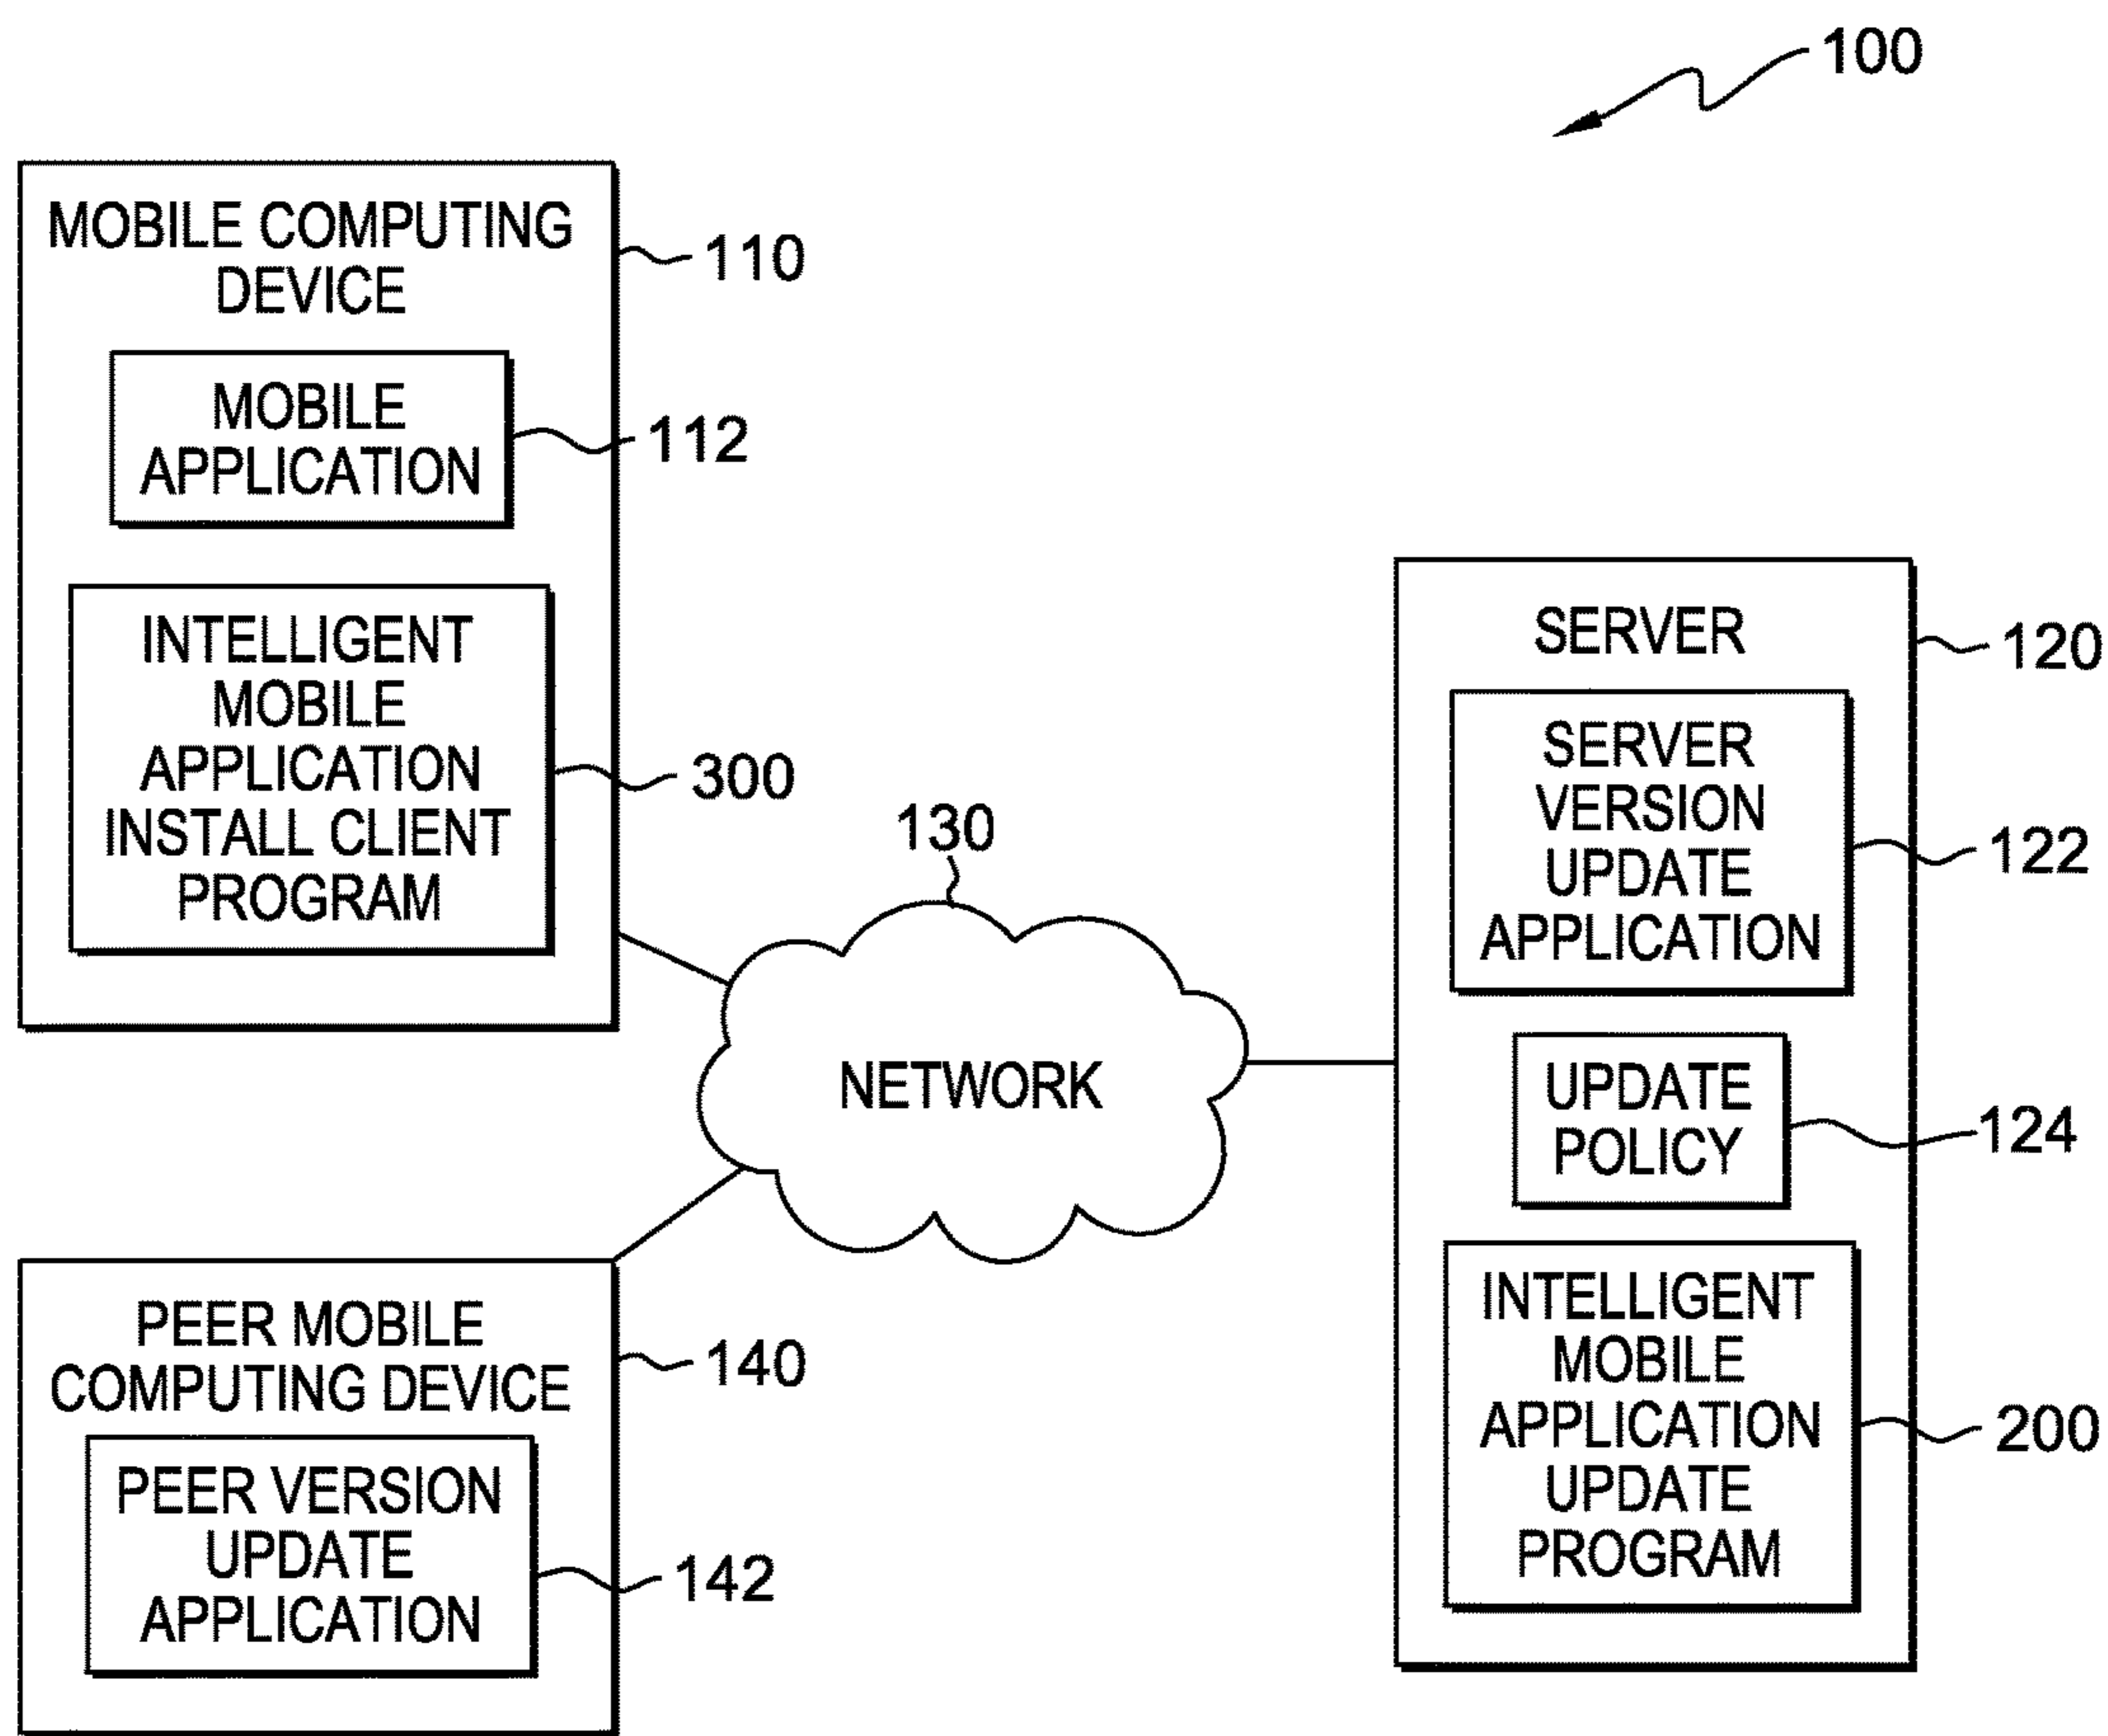 100
MOBILE COMPUTING
DEVICE
110
MOBILE
APPLICATION
112
INTELLIGENT
MOBILE
APPLICATION
INSTALL CLIENT
PROGRAM
300
130
NETWORK
SERVER
120
SERVER
VERSION
UPDATE
APPLICATION
122
UPDATE
POLICY
124
INTELLIGENT
MOBILE
APPLICATION
UPDATE
PROGRAM
200
PEER MOBILE
COMPUTING DEVICE
140
PEER VERSION
UPDATE
APPLICATION
142